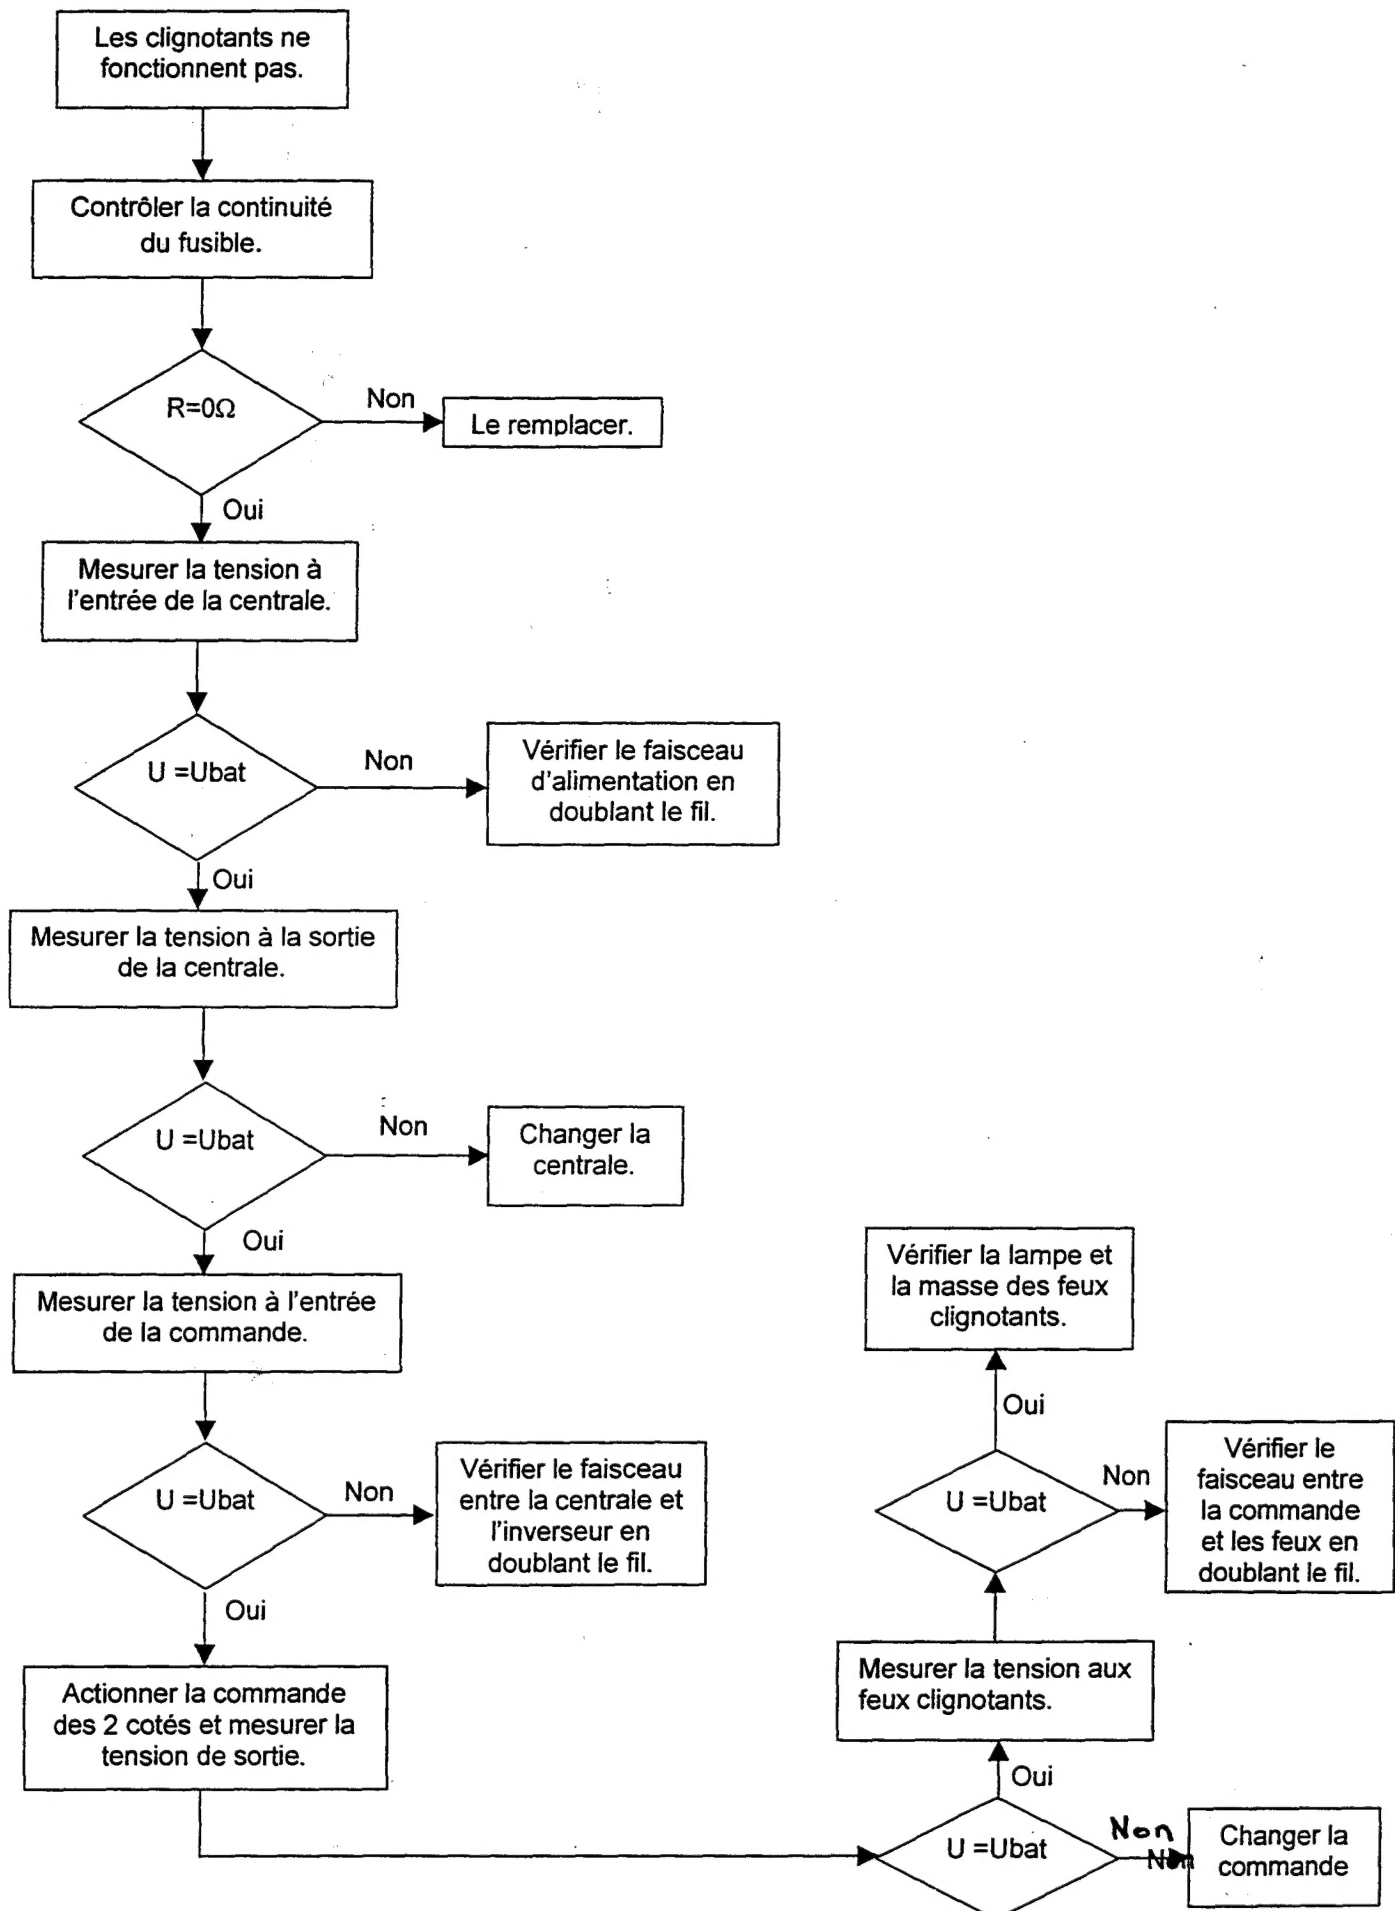 Les clignotants ne
fonctionnent pas.
Contrôler la continuité
du fusible.
R=0Ω
Non
Le remplacer.
Oui
Mesurer la tension à
l'entrée de la centrale.
U =Ubat
Non
Vérifier le faisceau
d'alimentation en
doublant le fil.
Oui
Mesurer la tension à la sortie
de la centrale.
U =Ubat
Non
Changer la
centrale.
Oui
Mesurer la tension à l'entrée
de la commande.
U =Ubat
Non
Vérifier le faisceau
entre la centrale et
l'inverseur en
doublant le fil.
Oui
Actionner la commande
des 2 cotés et mesurer la
tension de sortie.
U =Ubat
Non
Non
Changer la
commande
Oui
Mesurer la tension aux
feux clignotants.
U =Ubat
Non
Vérifier le
faisceau entre
la commande
et les feux en
doublant le fil.
Oui
Vérifier la lampe et
la masse des feux
clignotants.